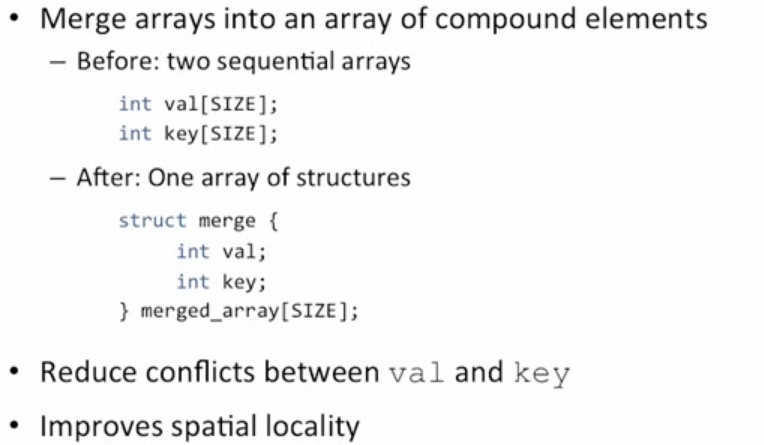 • Merge arrays into an array of compound elements
– Before: two sequential arrays
int val[SIZE];
int key[SIZE];
– After: One array of structures
struct merge {
int val;
int key;
} merged_array[SIZE];
• Reduce conflicts between val and key
• Improves spatial locality